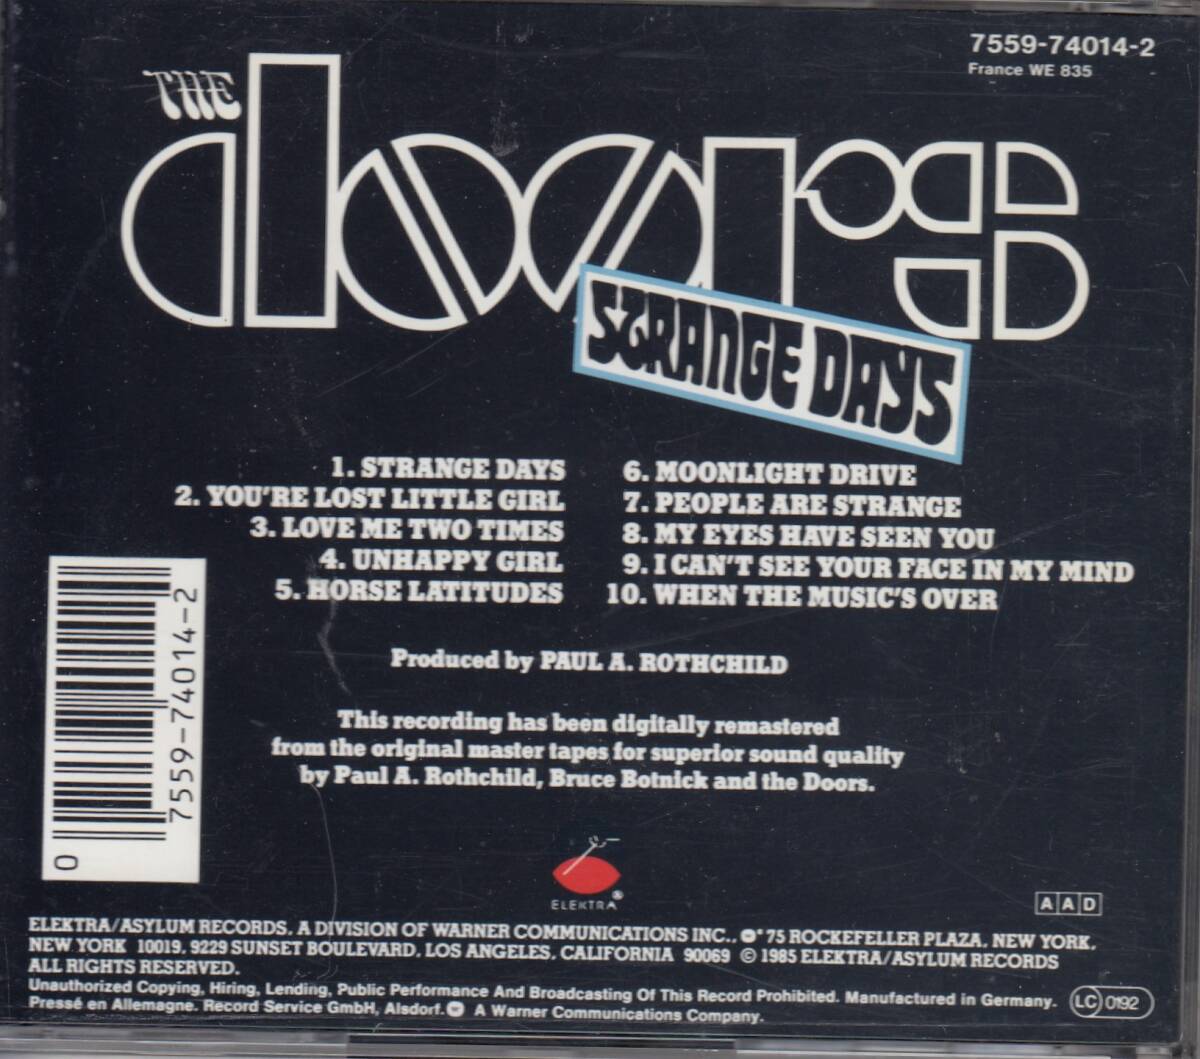 7559-74014-2
France WE 835
THE
doors
STRANGE DAYS
1. STRANGE DAYS
2. YOU'RE LOST LITTLE GIRL
3. LOVE ME TWO TIMES
4. UNHAPPY GIRL
5. HORSE LATITUDES
6. MOONLIGHT DRIVE
7. PEOPLE ARE STRANGE
8. MY EYES HAVE SEEN YOU
9. I CAN'T SEE YOUR FACE IN MY MIND
10. WHEN THE MUSIC'S OVER
Produced by PAUL A. ROTHCHILD
This recording has been digitally remastered
from the original master tapes for superior sound quality
by Paul A. Rothchild, Bruce Botnick and the Doors.
7559-74014-2
0
ELEKTRA®
AAD
ELEKTRA/ASYLUM RECORDS, A DIVISION OF WARNER COMMUNICATIONS INC., 75 ROCKEFELLER PLAZA, NEW YORK,
NEW YORK 10019, 9229 SUNSET BOULEVARD, LOS ANGELES, CALIFORNIA 90069 © 1985 ELEKTRA/ASYLUM RECORDS
ALL RIGHTS RESERVED.
Unauthorized Copying, Hiring, Lending, Public Performance And Broadcasting Of This Record Prohibited. Manufactured in Germany.
Pressé en Allemagne. Record Service GmbH, Alsdorf. A Warner Communications Company.
LC 0192